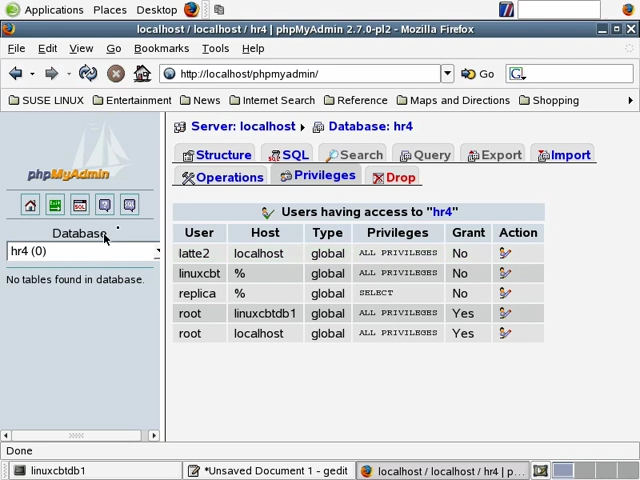 Applications Places Desktop
localhost / localhost / hr4 | phpMyAdmin 2.7.0-pl2 - Mozilla Firefox
File Edit View Go Bookmarks Tools Help
http://localhost/phpmyadmin/ Go
SUSE LINUX Entertainment News Internet Search Reference Maps and Directions Shopping
phpMyAdmin
Database
hr4 (0)
No tables found in database.
Server: localhost Database: hr4
Structure SQL Search Query Export Import
Operations Privileges Drop
Users having access to "hr4"
User Host Type Privileges Grant Action
latte2 localhost global ALL PRIVILEGES No
linuxcbt % global ALL PRIVILEGES No
replica % global SELECT No
root linuxcbtdb1 global ALL PRIVILEGES Yes
root localhost global ALL PRIVILEGES Yes
Done
linuxcbtdb1 *Unsaved Document 1 - gedit localhost / localhost / hr4 | p...